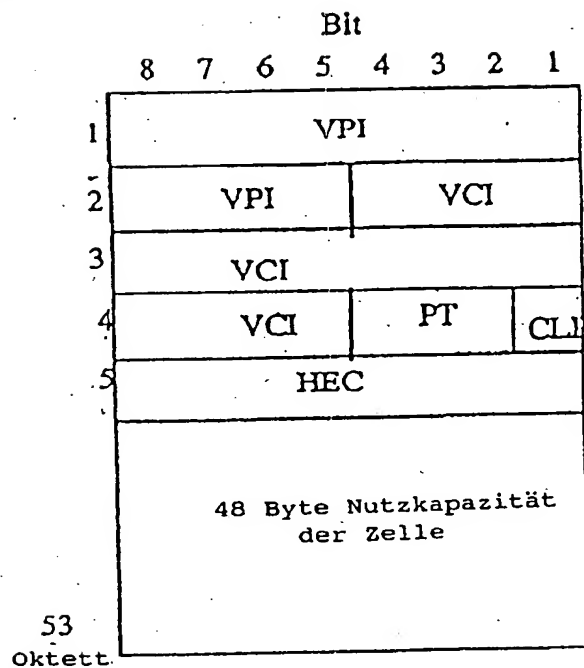 Bit
8 7 6 5 4 3 2 1
1 VPI
2 VPI VCI
3 VCI
4 VCI PT
5 HEC
48 Byte Nutzkapazität
der Zelle
53
Oktett